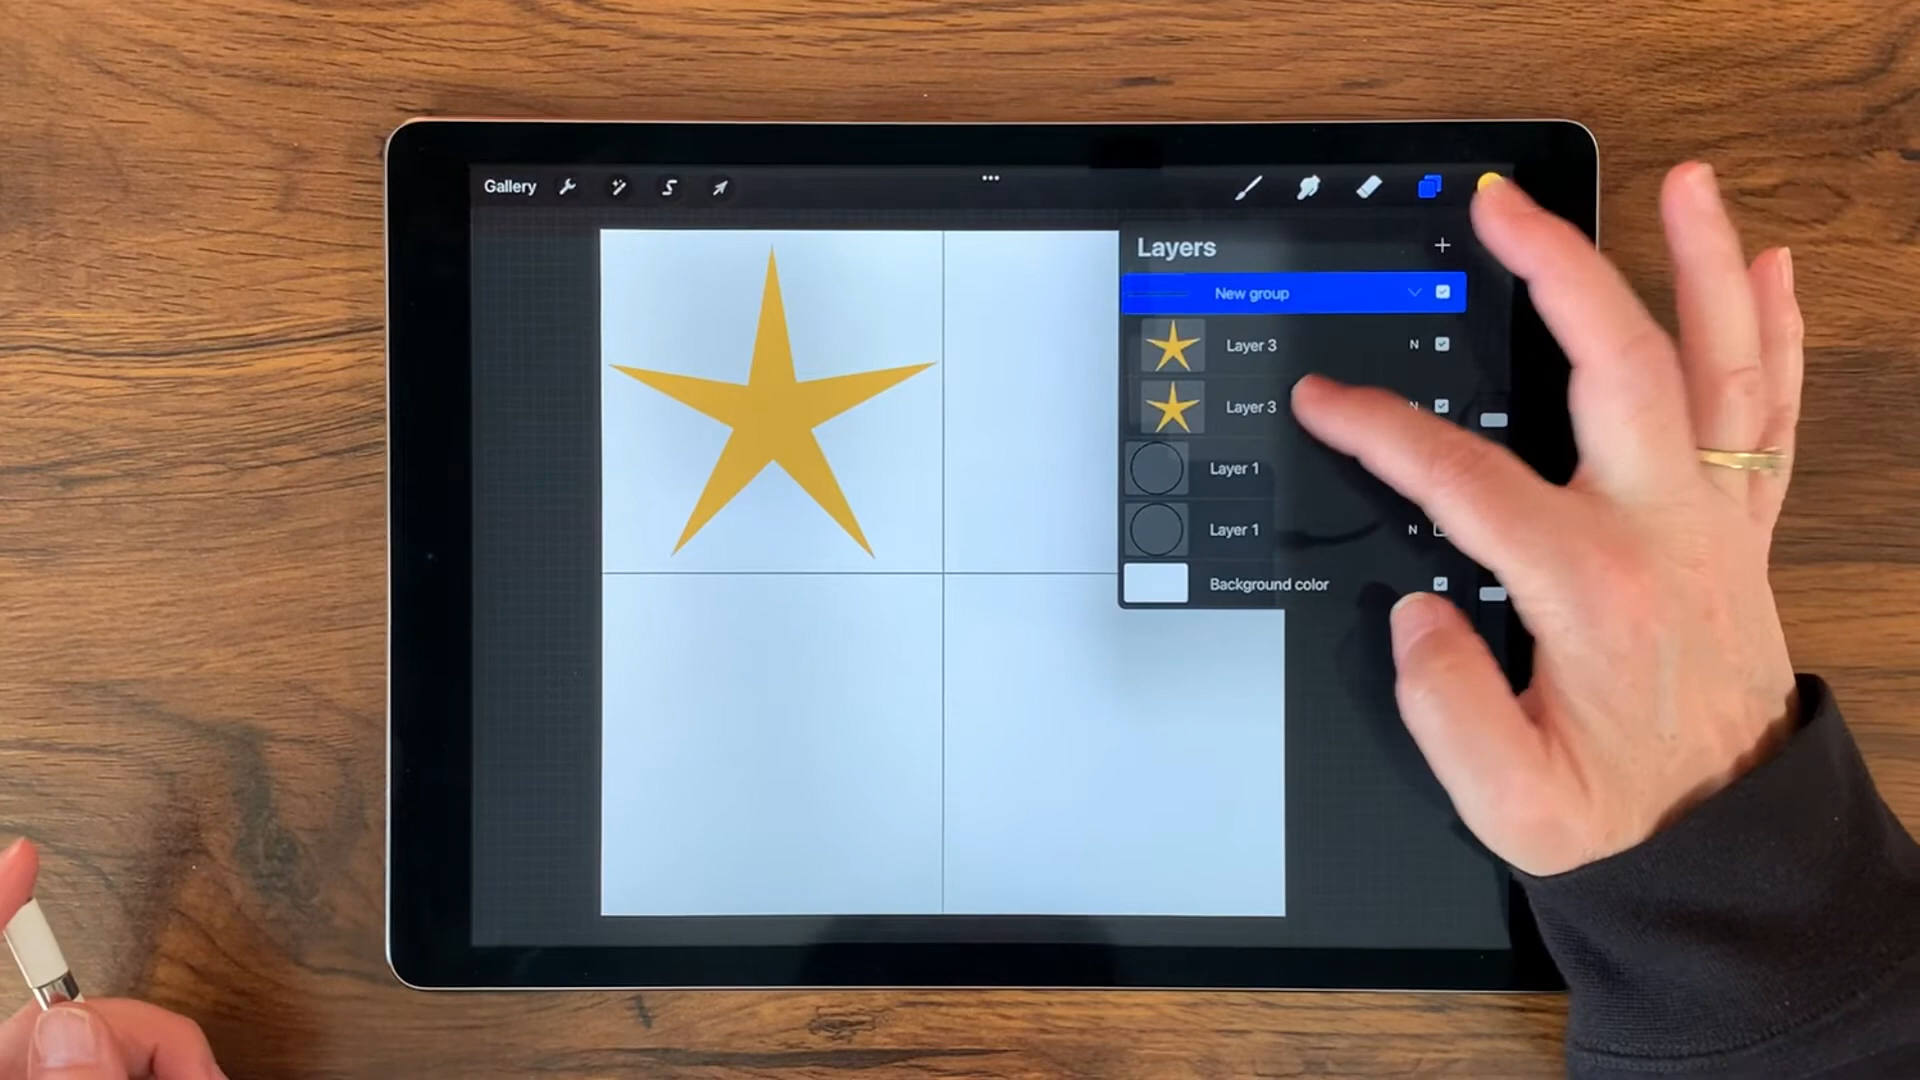 Gallery
Layers
New group
Layer 3
N
Layer 3
N
Layer 1
Layer 1
N
Background color